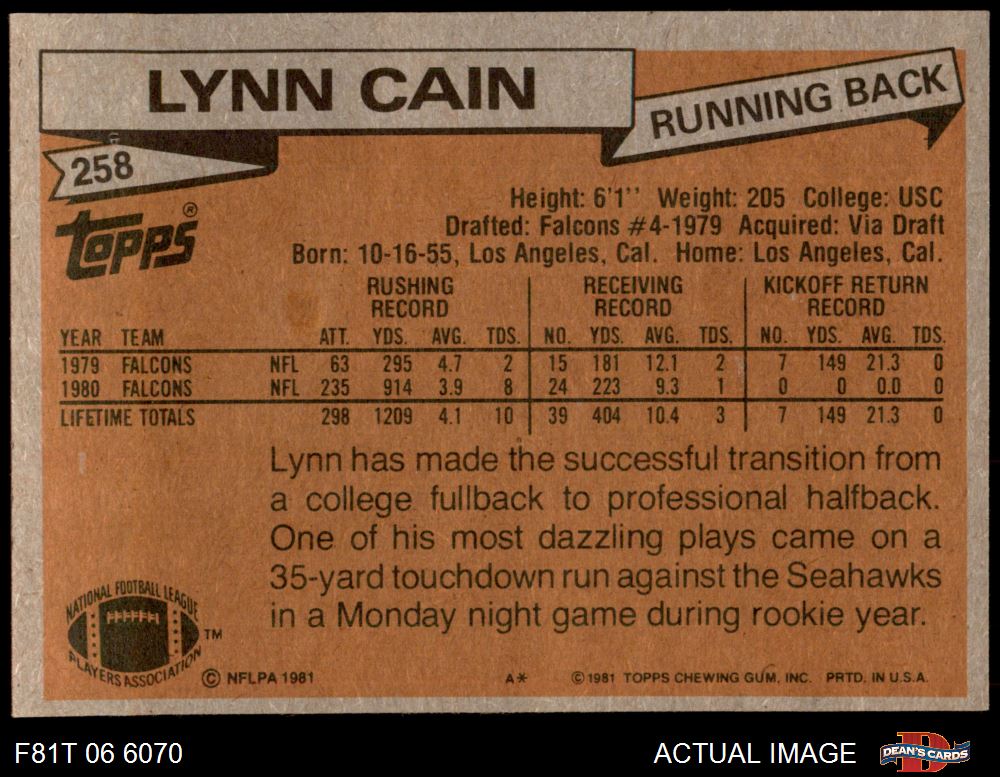 LYNN CAIN
RUNNING BACK
258
Topps®
Height: 6'1'' Weight: 205 College: USC
Drafted: Falcons #4-1979 Acquired: Via Draft
Born: 10-16-55, Los Angeles, Cal. Home: Los Angeles, Cal.
RUSHING RECORD RECEIVING RECORD KICKOFF RETURN RECORD
YEAR TEAM ATT. YDS. AVG. TDS. NO. YDS. AVG. TDS. NO. YDS. AVG. TDS.
1979 FALCONS NFL 63 295 4.7 2 15 181 12.1 2 7 149 21.3 0
1980 FALCONS NFL 235 914 3.9 8 24 223 9.3 1 0 0 0.0 0
LIFETIME TOTALS 298 1209 4.1 10 39 404 10.4 3 7 149 21.3 0
Lynn has made the successful transition from
a college fullback to professional halfback.
One of his most dazzling plays came on a
35-yard touchdown run against the Seahawks
in a Monday night game during rookie year.
NATIONAL FOOTBALL LEAGUE
PLAYERS ASSOCIATION TM
© NFLPA 1981 A* © 1981 TOPPS CHEWING GUM, INC. PRTD. IN U.S.A.
F81T 06 6070 ACTUAL IMAGE DEAN'S CARDS